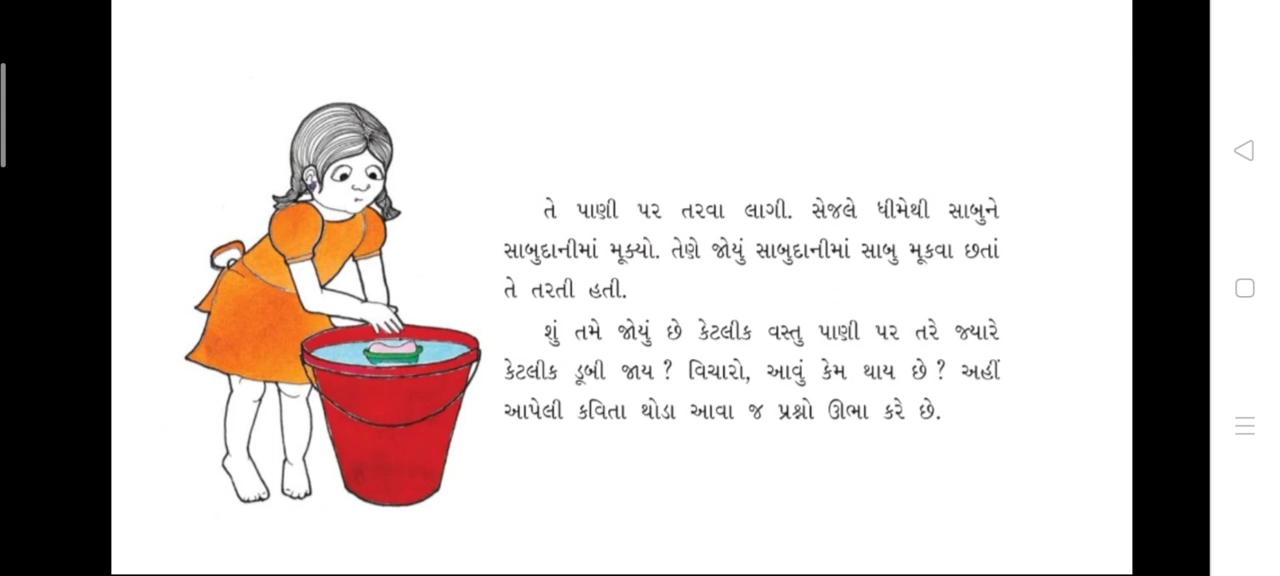 તે પાણી પર તરવા લાગી. સેજલે ધીમેથી સાબુને
સાબુદાનીમાં મૂક્યો. તેણે જોયું સાબુદાનીમાં સાબુ મૂકવા છતાં
તે તરતી હતી.
શું તમે જોયું છે કેટલીક વસ્તુ પાણી પર તરે જ્યારે
કેટલીક ડૂબી જાય ? વિચારો, આવું કેમ થાય છે ? અહીં
આપેલી કવિતા થોડા આવા જ પ્રશ્નો ઊભા કરે છે.